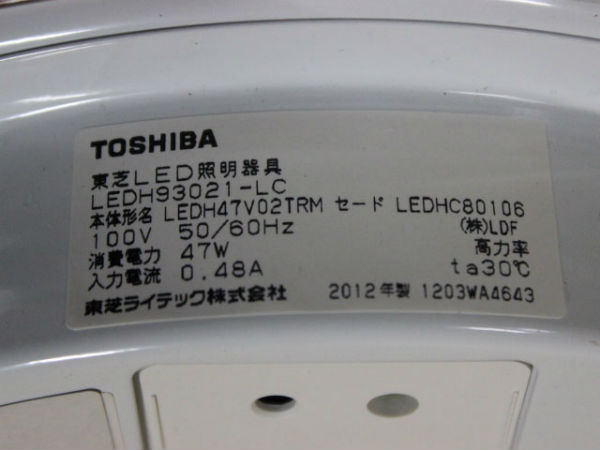 TOSHIBA
東芝LED照明器具
LEDH93021-LC
本体形名 LEDH47V02TRM セード LEDHC80106
100V 50/60Hz (株)LDF
消費電力 47W 高力率
入力電流 0.48A ta30℃
東芝ライテック株式会社 2012年製 1203WA4643